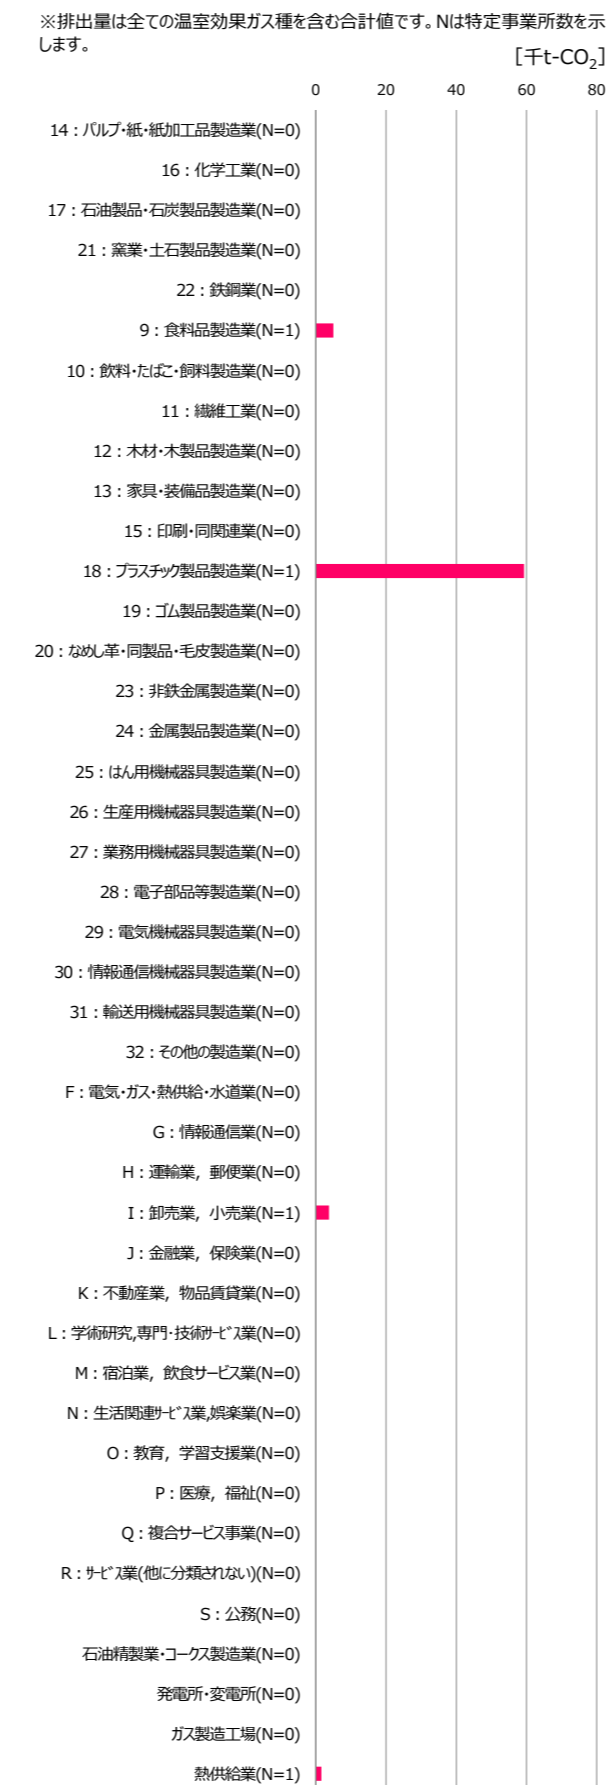 ※排出量は全ての温室効果ガス種を含む合計値です。Nは特定事業所数を示
します。
[千t-CO₂]
0 20 40 60 80
14：パルプ・紙・紙加工品製造業(N=0)
16：化学工業(N=0)
17：石油製品・石炭製品製造業(N=0)
21：窯業・土石製品製造業(N=0)
22：鉄鋼業(N=0)
9：食料品製造業(N=1)
10：飲料・たばこ・飼料製造業(N=0)
11：繊維工業(N=0)
12：木材・木製品製造業(N=0)
13：家具・装備品製造業(N=0)
15：印刷・同関連業(N=0)
18：プラスチック製品製造業(N=1)
19：ゴム製品製造業(N=0)
20：なめし革・同製品・毛皮製造業(N=0)
23：非鉄金属製造業(N=0)
24：金属製品製造業(N=0)
25：はん用機械器具製造業(N=0)
26：生産用機械器具製造業(N=0)
27：業務用機械器具製造業(N=0)
28：電子部品等製造業(N=0)
29：電気機械器具製造業(N=0)
30：情報通信機械器具製造業(N=0)
31：輸送用機械器具製造業(N=0)
32：その他の製造業(N=0)
F：電気・ガス・熱供給・水道業(N=0)
G：情報通信業(N=0)
H：運輸業，郵便業(N=0)
I：卸売業，小売業(N=1)
J：金融業，保険業(N=0)
K：不動産業，物品賃貸業(N=0)
L：学術研究,専門・技術ｻｰﾋﾞｽ業(N=0)
M：宿泊業，飲食サービス業(N=0)
N：生活関連ｻｰﾋﾞｽ業,娯楽業(N=0)
O：教育，学習支援業(N=0)
P：医療，福祉(N=0)
Q：複合サービス事業(N=0)
R：ｻｰﾋﾞｽ業(他に分類されない)(N=0)
S：公務(N=0)
石油精製業・コークス製造業(N=0)
発電所・変電所(N=0)
ガス製造工場(N=0)
熱供給業(N=1)